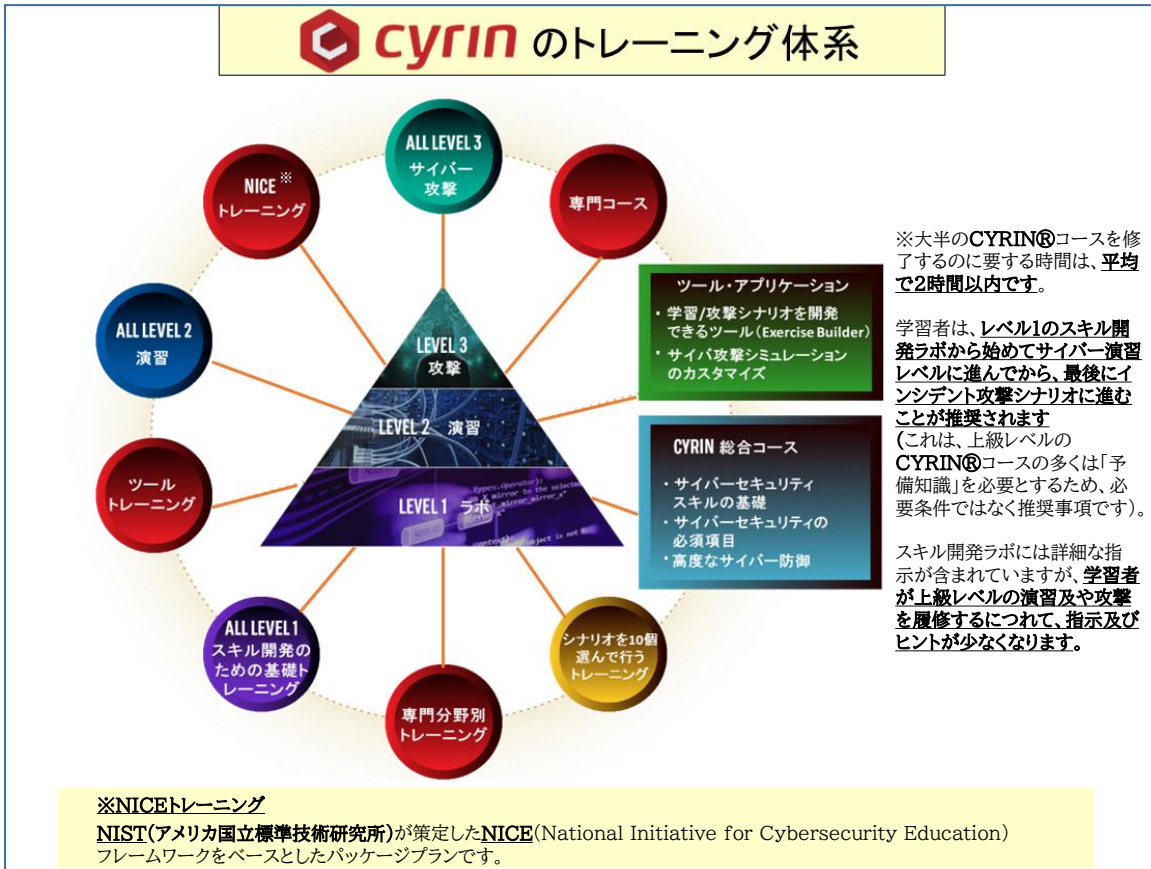 cyrin のトレーニング体系
ALL LEVEL 3
サイバー
攻撃
NICE ※
トレーニング
専門コース
ALL LEVEL 2
演習
ツール
トレーニング
ALL LEVEL 1
スキル開発の
ための基礎ト
レーニング
専門分野別
トレーニング
シナリオを10個
選んで行う
トレーニング
LEVEL 3
攻撃
LEVEL 2 演習
types.Operator):
X mirror to the selected
mirror_mirror_x"
LEVEL 1 ラボ
context):
object is not
ツール・アプリケーション
・学習/攻撃シナリオを開発
できるツール(Exercise Builder)
・サイバ攻撃シミュレーション
のカスタマイズ
CYRIN 総合コース
・サイバーセキュリティ
スキルの基礎
・サイバーセキュリティの
必須項目
・高度なサイバー防御
※大半のCYRIN®コースを修
了するのに要する時間は、平均
で2時間以内です。
学習者は、レベル1のスキル開
発ラボから始めてサイバー演習
レベルに進んでから、最後にイ
ンシデント攻撃シナリオに進む
ことが推奨されます
(これは、上級レベルの
CYRIN®コースの多くは「予
備知識」を必要とするため、必
要条件ではなく推奨事項です)。
スキル開発ラボには詳細な指
示が含まれていますが、学習者
が上級レベルの演習及や攻撃
を履修するにつれて、指示及び
ヒントが少なくなります。
※NICEトレーニング
NIST(アメリカ国立標準技術研究所)が策定したNICE(National Initiative for Cybersecurity Education)
フレームワークをベースとしたパッケージプランです。